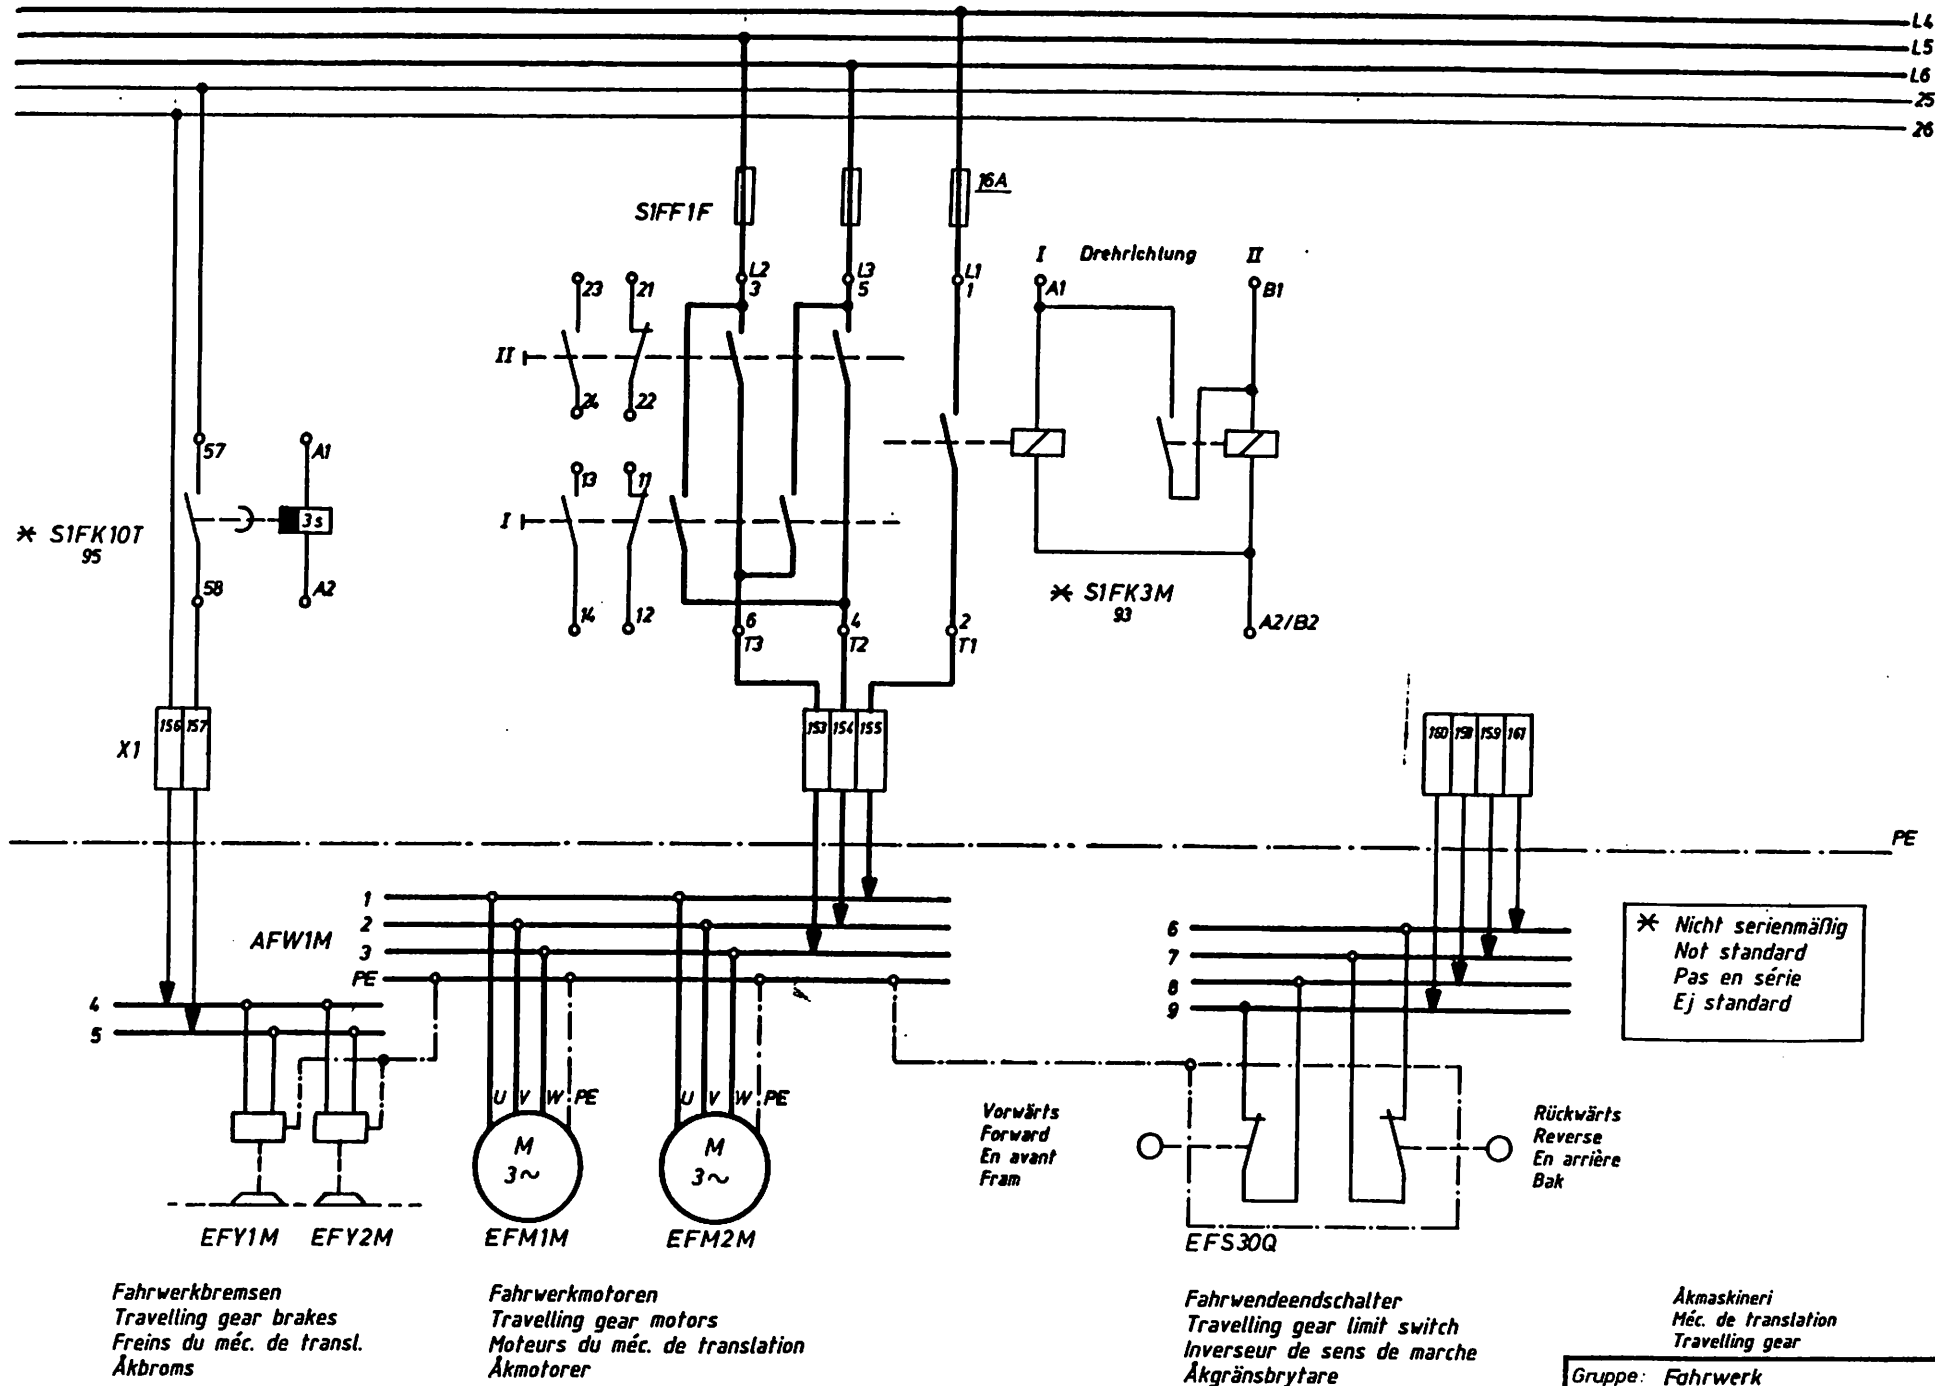 L4
L5
L6
25
26
16A
S1FF1F
I Drehrichtung II
L2 L3 L1
3 5 1
A1 B1
23 21
II
24 22
57 A1
13 11
I
3s
* S1FK10T
95
58 A2
14 12
6 4 2
T3 T2 T1
* S1FK3M
93
A2/B2
X1
156 157
153 154 155
160 158 159 161
PE
1
2
3
PE
AFW1M
4
5
6
7
8
9
* Nicht serienmäßig
Not standard
Pas en série
Ej standard
U V W PE
U V W PE
M
3~
M
3~
Vorwärts
Forward
En avant
Fram
Rückwärts
Reverse
En arrière
Bak
EFY1M EFY2M
EFM1M
EFM2M
EFS30Q
Fahrwerkbremsen
Travelling gear brakes
Freins du méc. de transl.
Åkbroms
Fahrwerkmotoren
Travelling gear motors
Moteurs du méc. de translation
Åkmotorer
Fahrwendeendschalter
Travelling gear limit switch
Inverseur de sens de marche
Åkgränsbrytare
Åkmaskineri
Méc. de translation
Travelling gear
Gruppe: Fahrwerk